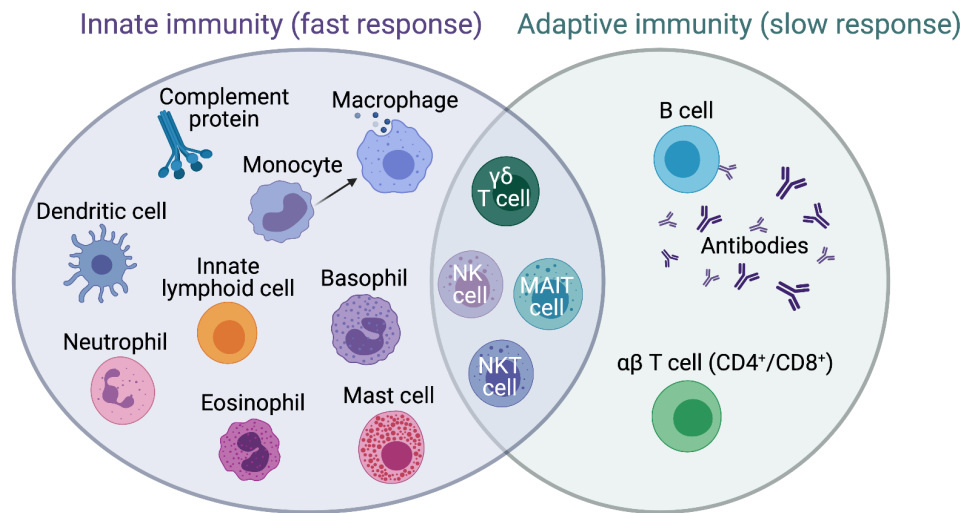 Innate immunity (fast response)
Adaptive immunity (slow response)
Complement
protein
Macrophage
Monocyte
Dendritic cell
Innate
lymphoid cell
Basophil
Neutrophil
Eosinophil
Mast cell
γδ
T cell
NK
cell
MAIT
cell
NKT
cell
B cell
Antibodies
αβ T cell (CD4⁺/CD8⁺)